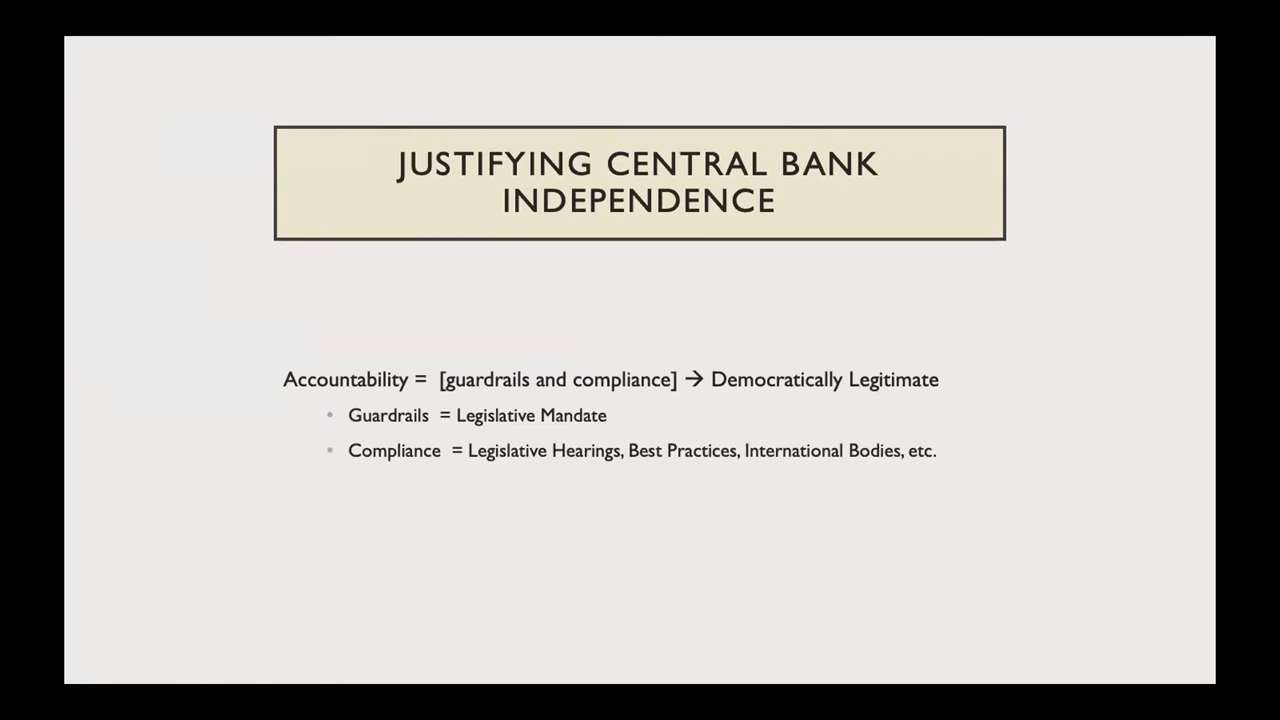 JUSTIFYING CENTRAL BANK
INDEPENDENCE
Accountability = [guardrails and compliance] → Democratically Legitimate
• Guardrails = Legislative Mandate
• Compliance = Legislative Hearings, Best Practices, International Bodies, etc.